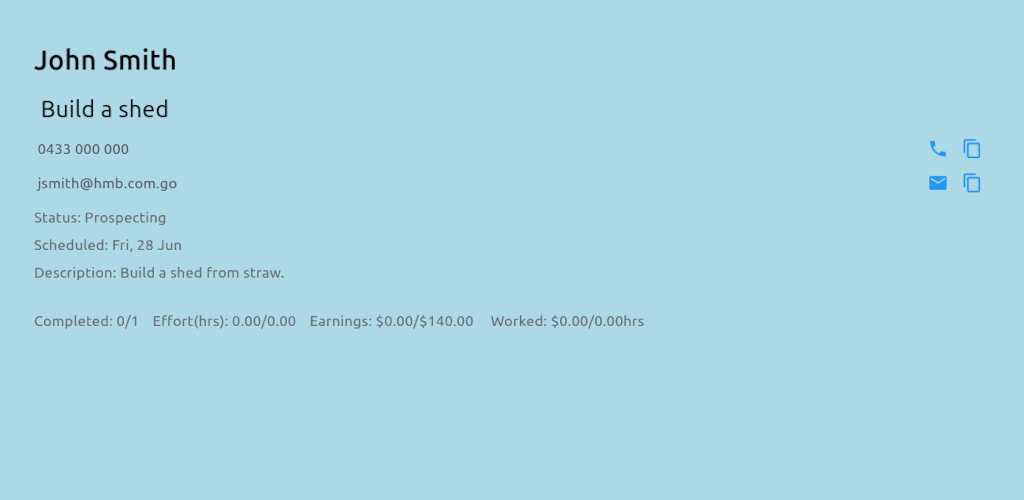 John Smith
Build a shed
0433 000 000
jsmith@hmb.com.go
Status: Prospecting
Scheduled: Fri, 28 Jun
Description: Build a shed from straw.
Completed: 0/1 Effort(hrs): 0.00/0.00 Earnings: $0.00/$140.00 Worked: $0.00/0.00hrs